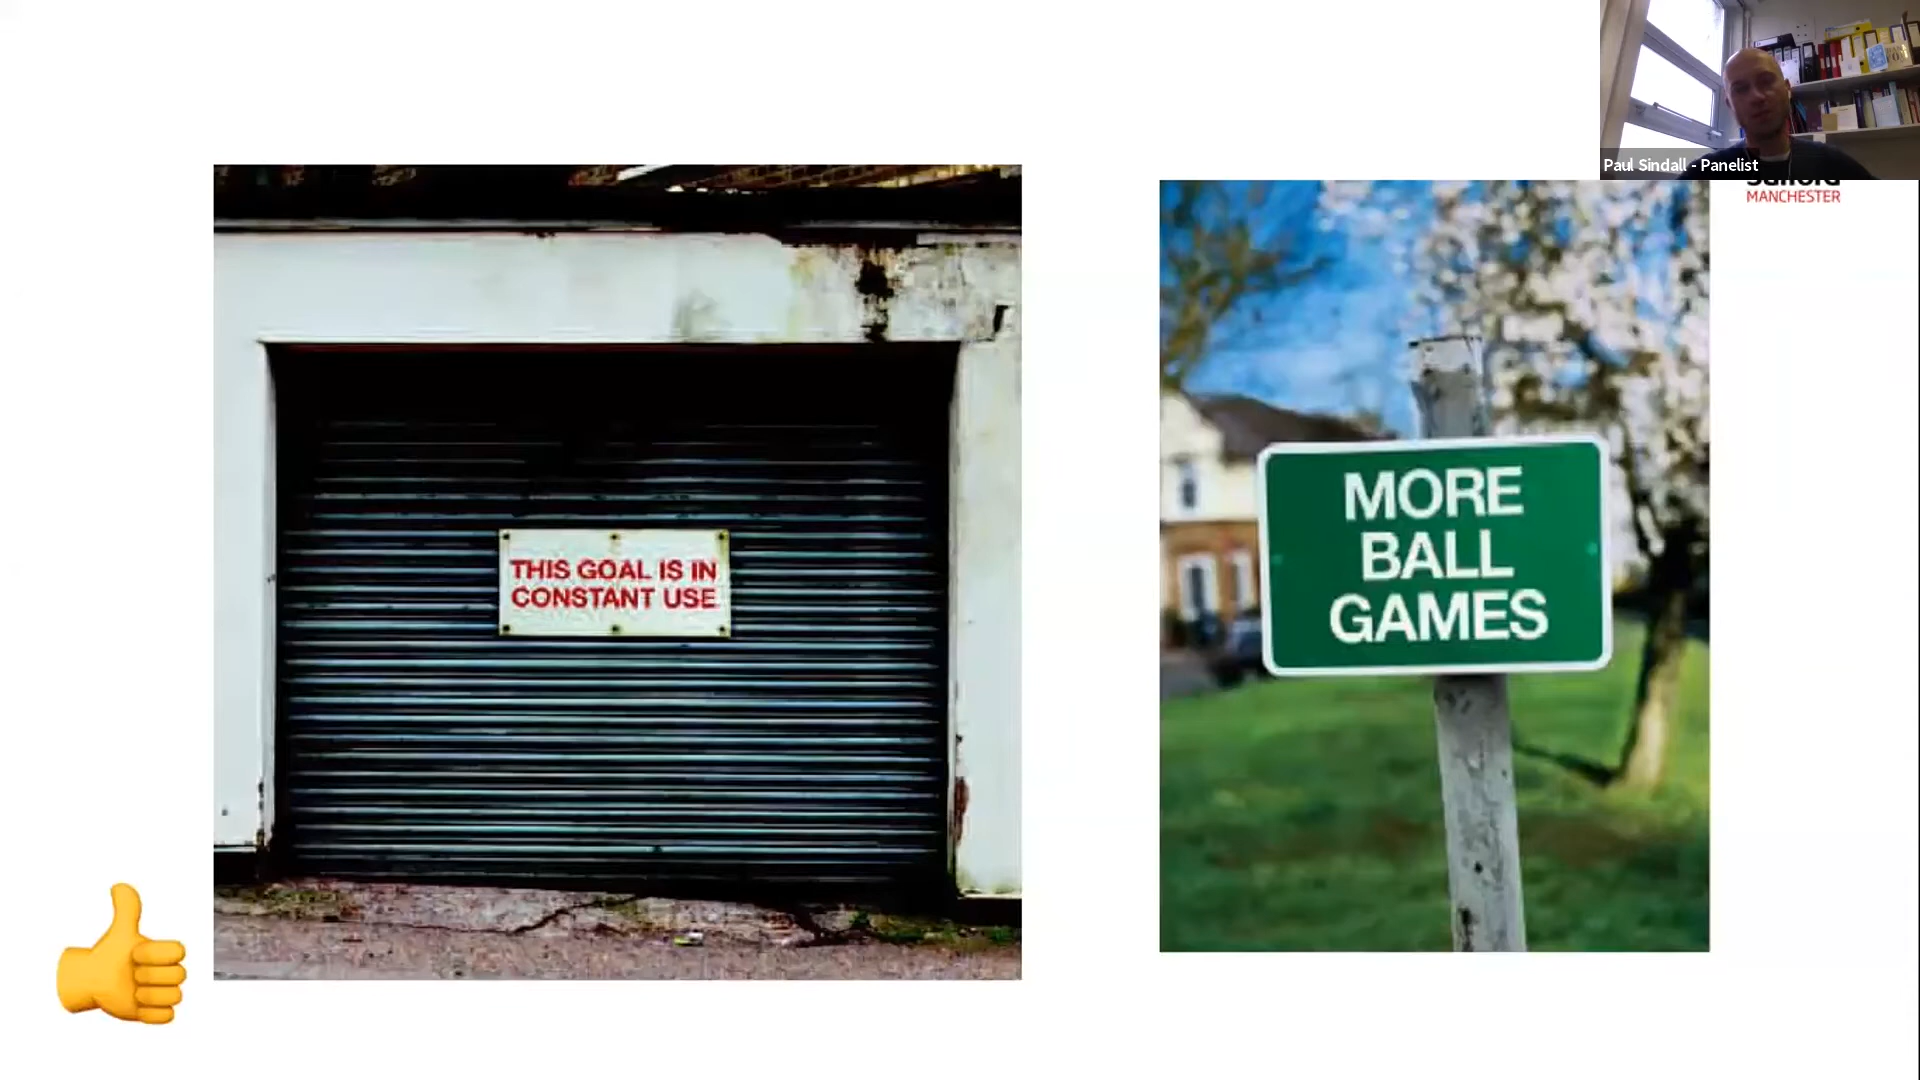 Paul Sindall - Panelist
MANCHESTER
THIS GOAL IS IN
CONSTANT USE
MORE
BALL
GAMES